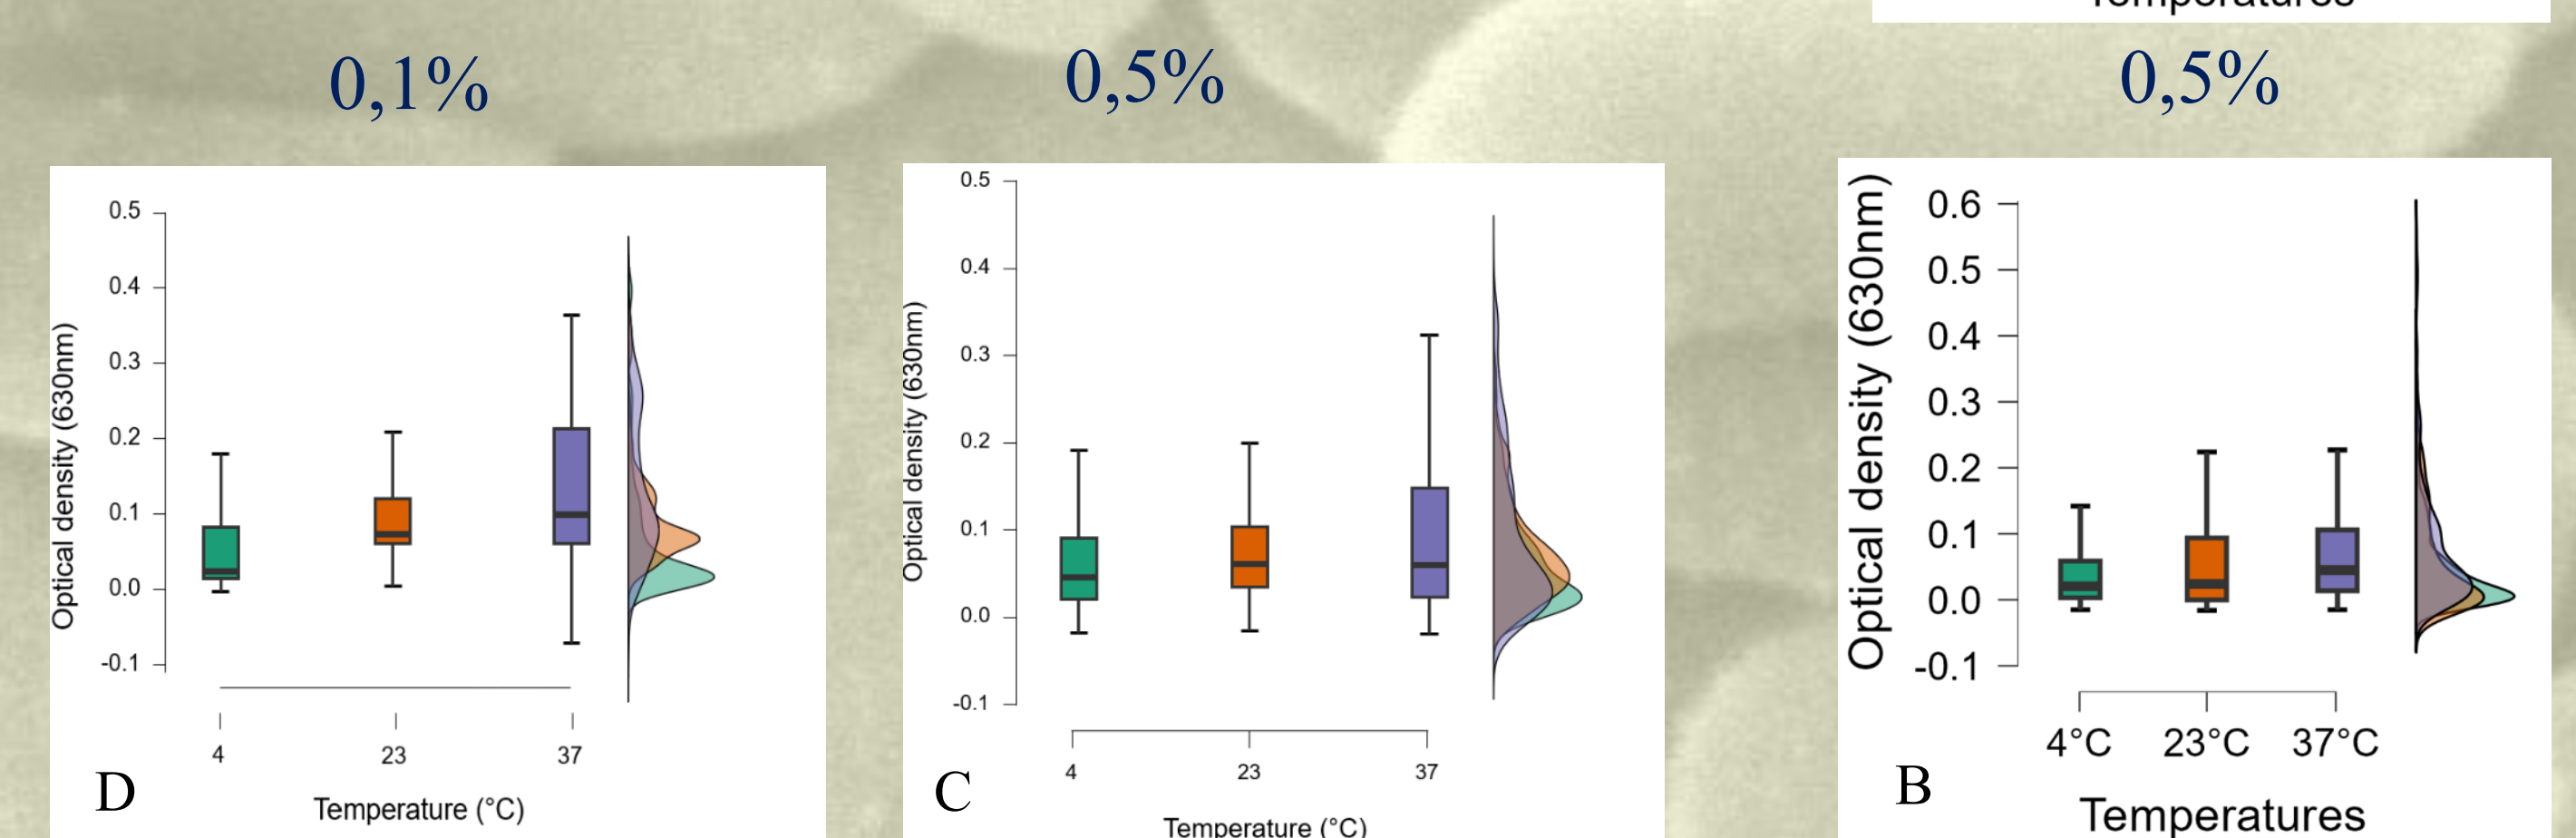 Temperatures
0,1%
0,5%
0,5%
Optical density (630nm)
0.5
0.4
0.3
0.2
0.1
0.0
-0.1
4 23 37
D
Temperature (°C)
Optical density (630nm)
0.5
0.4
0.3
0.2
0.1
0.0
-0.1
4 23 37
C
Temperature (°C)
Optical density (630nm)
0.6
0.5
0.4
0.3
0.2
0.1
0.0
-0.1
4°C 23°C 37°C
B
Temperatures